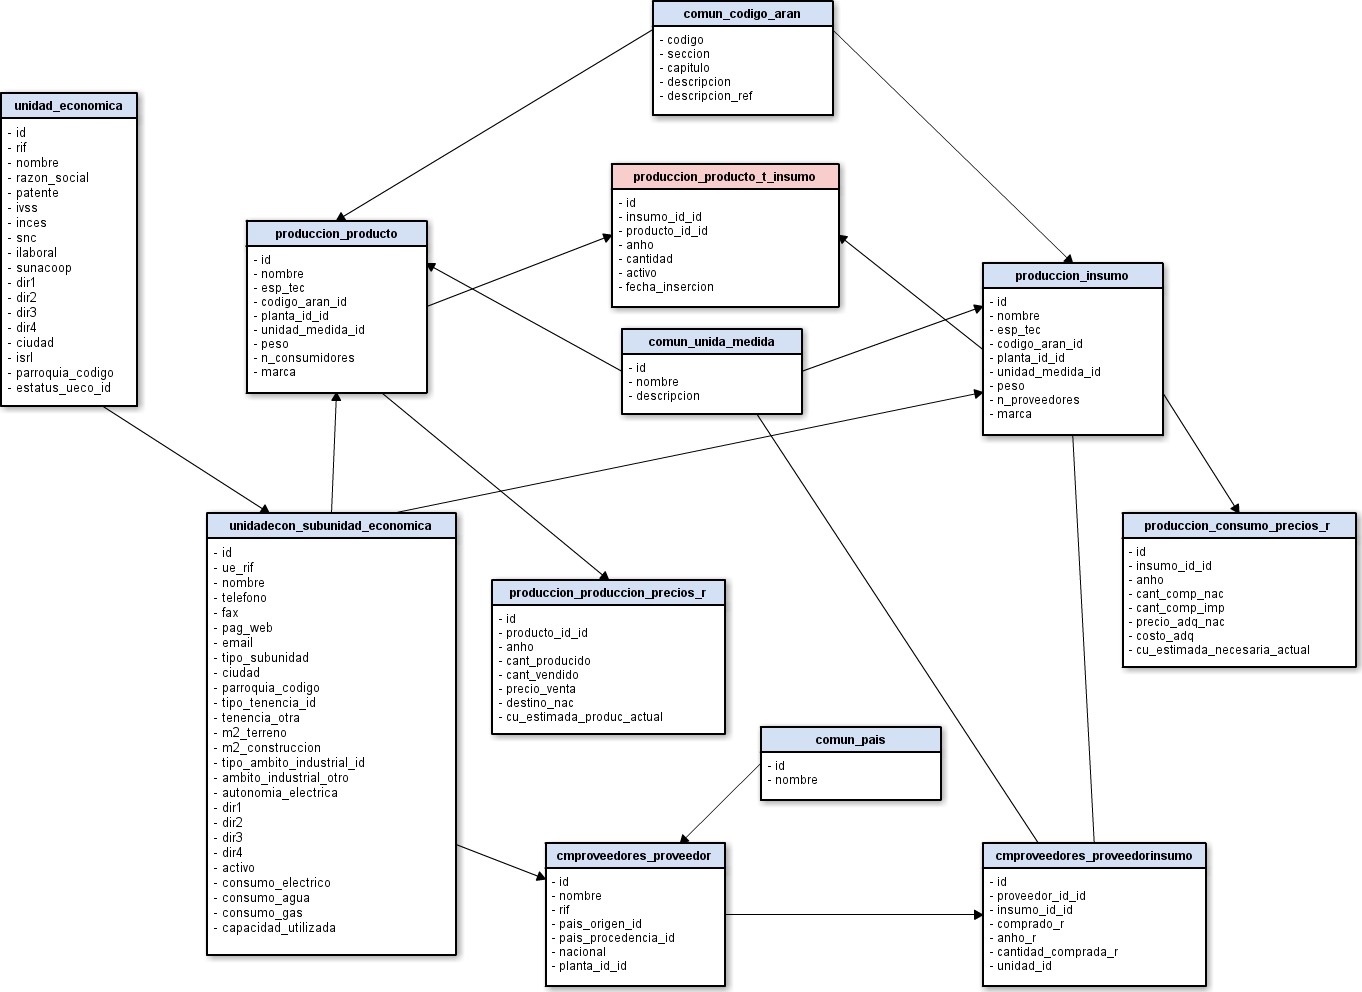 comun_codigo_aran
- codigo
- seccion
- capitulo
- descripcion
- descripcion_ref
unidad_economica
- id
- rif
- nombre
- razon_social
- patente
- ivss
- inces
- snc
- ilaboral
- sunacoop
- dir1
- dir2
- dir3
- dir4
- ciudad
- isrl
- parroquia_codigo
- estatus_ueco_id
produccion_producto_t_insumo
- id
- insumo_id_id
- producto_id_id
- anho
- cantidad
- activo
- fecha_insercion
produccion_producto
- id
- nombre
- esp_tec
- codigo_aran_id
- planta_id_id
- unidad_medida_id
- peso
- n_consumidores
- marca
produccion_insumo
- id
- nombre
- esp_tec
- codigo_aran_id
- planta_id_id
- unidad_medida_id
- peso
- n_proveedores
- marca
comun_unida_medida
- id
- nombre
- descripcion
unidadecon_subunidad_economica
- id
- ue_rif
- nombre
- telefono
- fax
- pag_web
- email
- tipo_subunidad
- ciudad
- parroquia_codigo
- tipo_tenencia_id
- tenencia_otra
- m2_terreno
- m2_construccion
- tipo_ambito_industrial_id
- ambito_industrial_otro
- autonomia_electrica
- dir1
- dir2
- dir3
- dir4
- activo
- consumo_electrico
- consumo_agua
- consumo_gas
- capacidad_utilizada
produccion_consumo_precios_r
- id
- insumo_id_id
- anho
- cant_comp_nac
- cant_comp_imp
- precio_adq_nac
- costo_adq
- cu_estimada_necesaria_actual
produccion_produccion_precios_r
- id
- producto_id_id
- anho
- cant_producido
- cant_vendido
- precio_venta
- destino_nac
- cu_estimada_produc_actual
comun_pais
- id
- nombre
cmproveedores_proveedor
- id
- nombre
- rif
- pais_origen_id
- pais_procedencia_id
- nacional
- planta_id_id
cmproveedores_proveedorinsumo
- id
- proveedor_id_id
- insumo_id_id
- comprado_r
- anho_r
- cantidad_comprada_r
- unidad_id